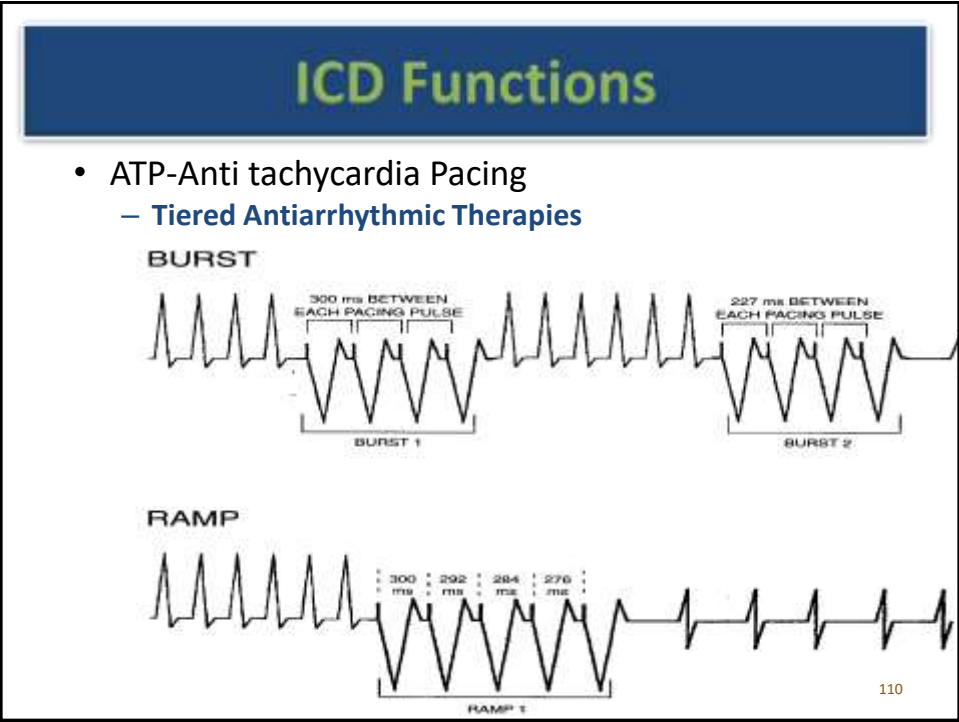 ICD Functions
• ATP-Anti tachycardia Pacing
– Tiered Antiarrhythmic Therapies
BURST
300 ms BETWEEN
EACH PACING PULSE
227 ms BETWEEN
EACH PACING PULSE
BURST 1
BURST 2
RAMP
300 292 284 276
ms ms ms ms
RAMP 1
110